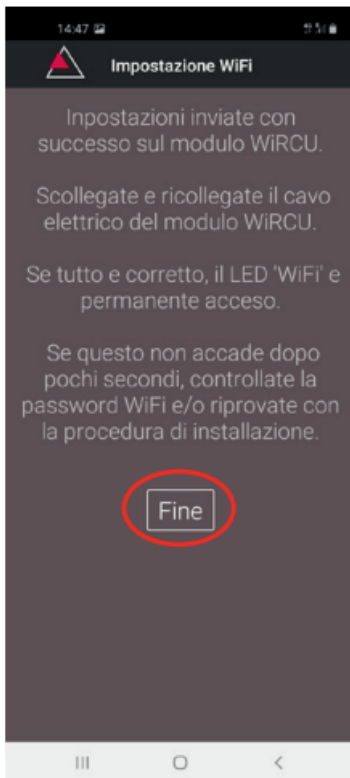 14:47
Impostazione WiFi
Inpostazioni inviate con
successo sul modulo WiRCU.
Scollegate e ricollegate il cavo
elettrico del modulo WiRCU.
Se tutto e corretto, il LED 'WiFi' e
permanente acceso.
Se questo non accade dopo
pochi secondi, controllate la
password WiFi e/o riprovate con
la procedura di installazione.
Fine